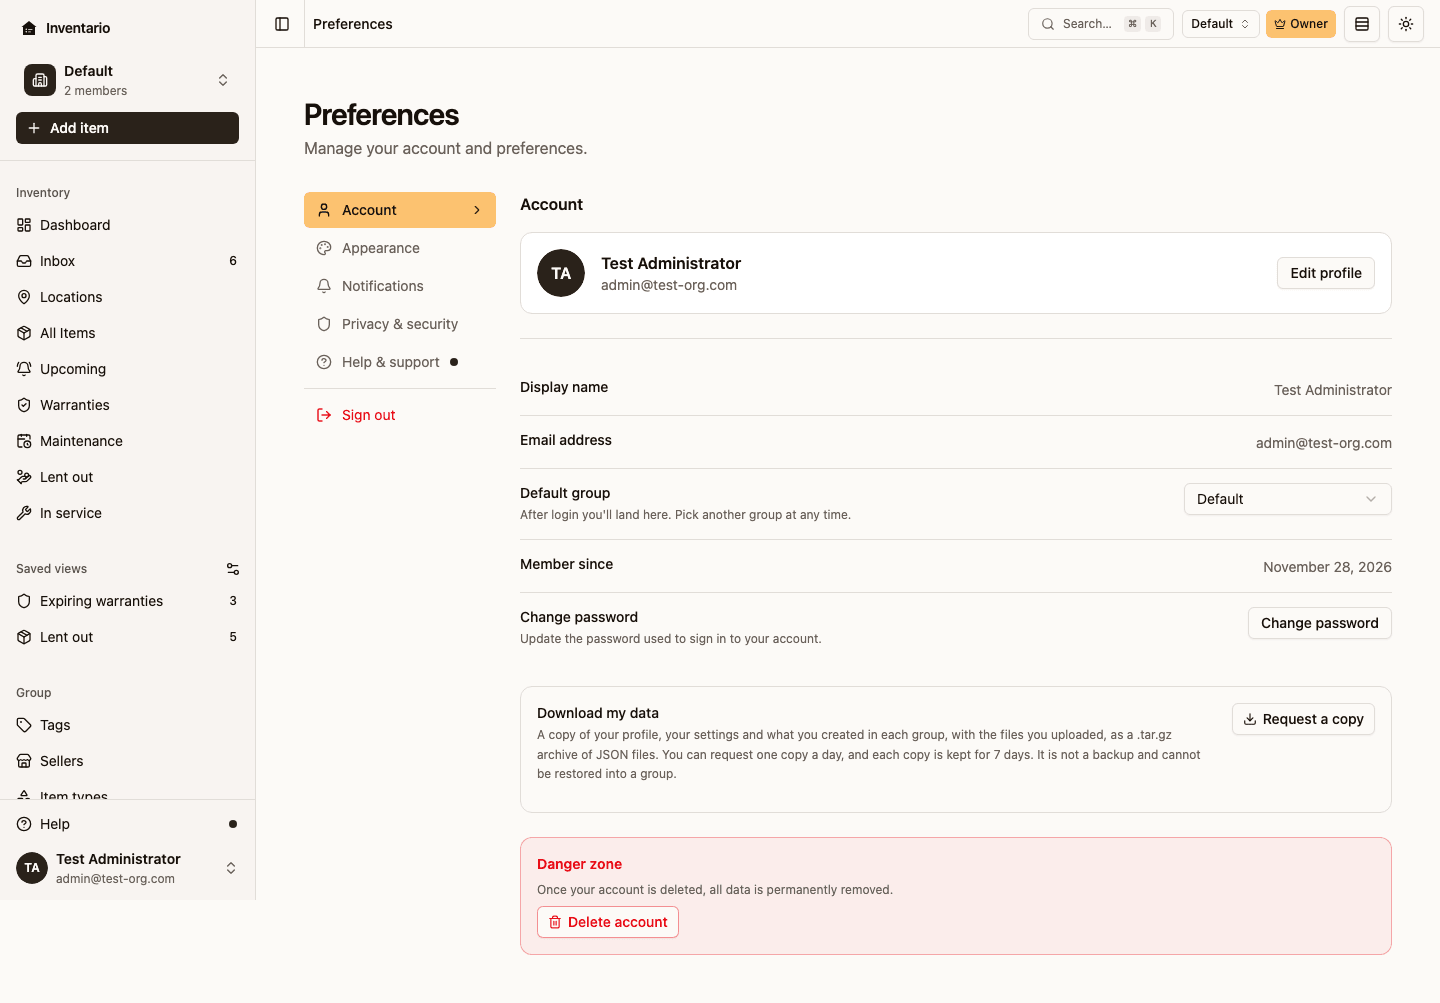 Inventario
Default
2 members
Add item
Inventory
Dashboard
Inbox 6
Locations
All Items
Upcoming
Warranties
Maintenance
Lent out
In service
Saved views
Expiring warranties 3
Lent out 5
Group
Tags
Sellers
Item types
Help
TA
Test Administrator
admin@test-org.com
Preferences
Search... ⌘ K
Default
Owner
Preferences
Manage your account and preferences.
Account
Appearance
Notifications
Privacy & security
Help & support
Sign out
Account
TA
Test Administrator
admin@test-org.com
Edit profile
Display name
Test Administrator
Email address
admin@test-org.com
Default group
After login you'll land here. Pick another group at any time.
Default
Member since
November 28, 2026
Change password
Update the password used to sign in to your account.
Change password
Download my data
A copy of your profile, your settings and what you created in each group, with the files you uploaded, as a .tar.gz
archive of JSON files. You can request one copy a day, and each copy is kept for 7 days. It is not a backup and cannot
be restored into a group.
Request a copy
Danger zone
Once your account is deleted, all data is permanently removed.
Delete account